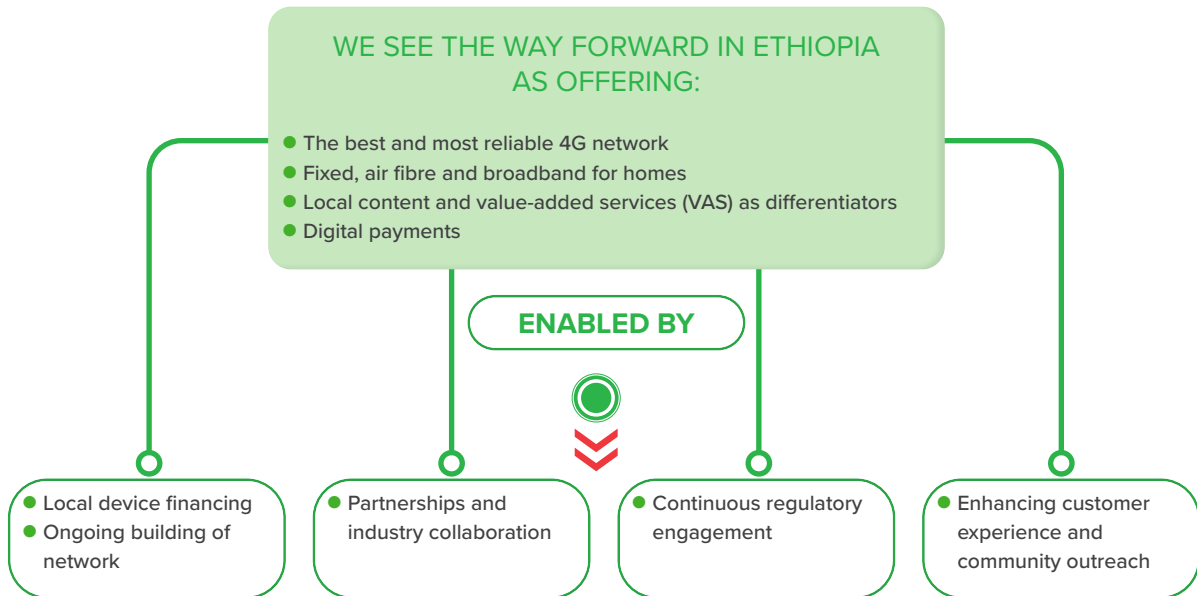 WE SEE THE WAY FORWARD IN ETHIOPIA
AS OFFERING:
The best and most reliable 4G network
Fixed, air fibre and broadband for homes
Local content and value-added services (VAS) as differentiators
Digital payments
ENABLED BY
Local device financing
Ongoing building of
network
Partnerships and
industry collaboration
Continuous regulatory
engagement
Enhancing customer
experience and
community outreach